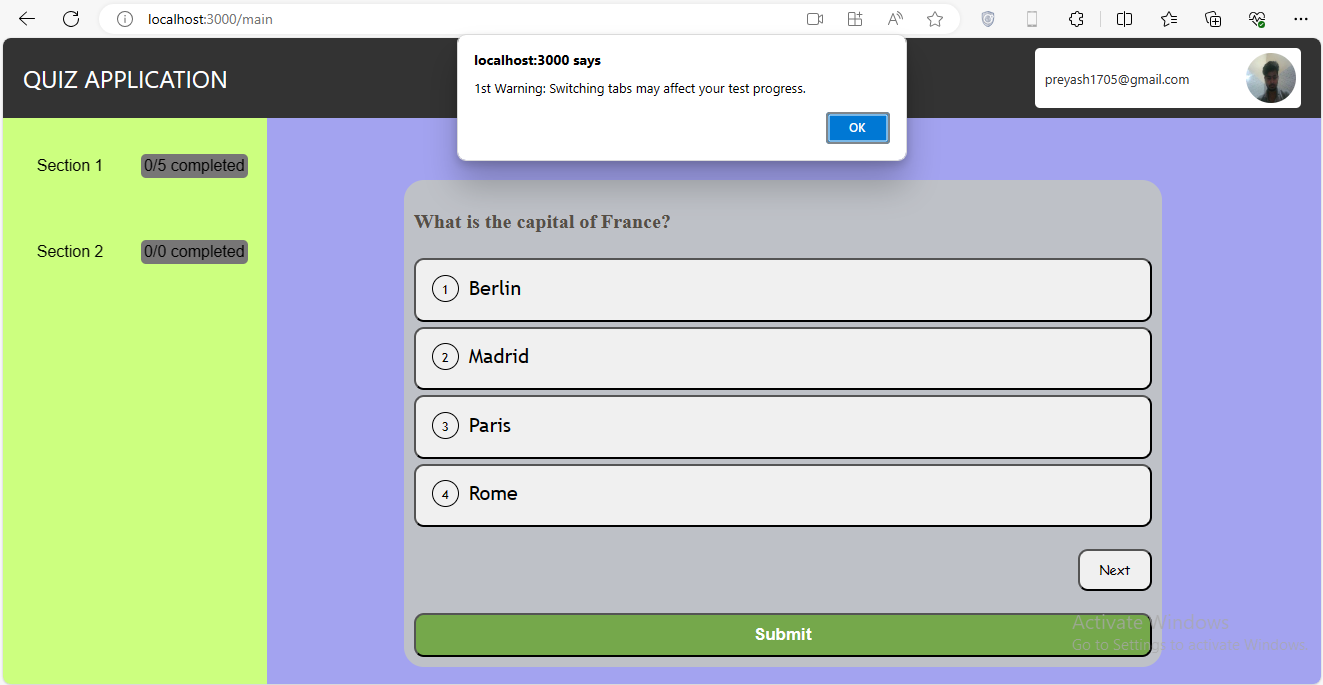 localhost:3000/main
localhost:3000 says
1st Warning: Switching tabs may affect your test progress.
OK
QUIZ APPLICATION
preyash1705@gmail.com
Section 1 0/5 completed
Section 2 0/0 completed
What is the capital of France?
1 Berlin
2 Madrid
3 Paris
4 Rome
Next
Submit
Activate Windows
Go to Settings to activate Windows.